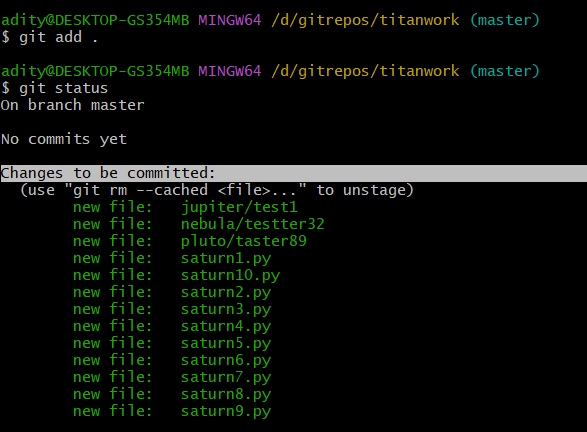 adity@DESKTOP-GS354MB MINGW64 /d/gitrepos/titanwork (master)
$ git add .
adity@DESKTOP-GS354MB MINGW64 /d/gitrepos/titanwork (master)
$ git status
On branch master
No commits yet
Changes to be committed:
(use "git rm --cached <file>..." to unstage)
new file: jupiter/test1
new file: nebula/testter32
new file: pluto/taster89
new file: saturn1.py
new file: saturn10.py
new file: saturn2.py
new file: saturn3.py
new file: saturn4.py
new file: saturn5.py
new file: saturn6.py
new file: saturn7.py
new file: saturn8.py
new file: saturn9.py